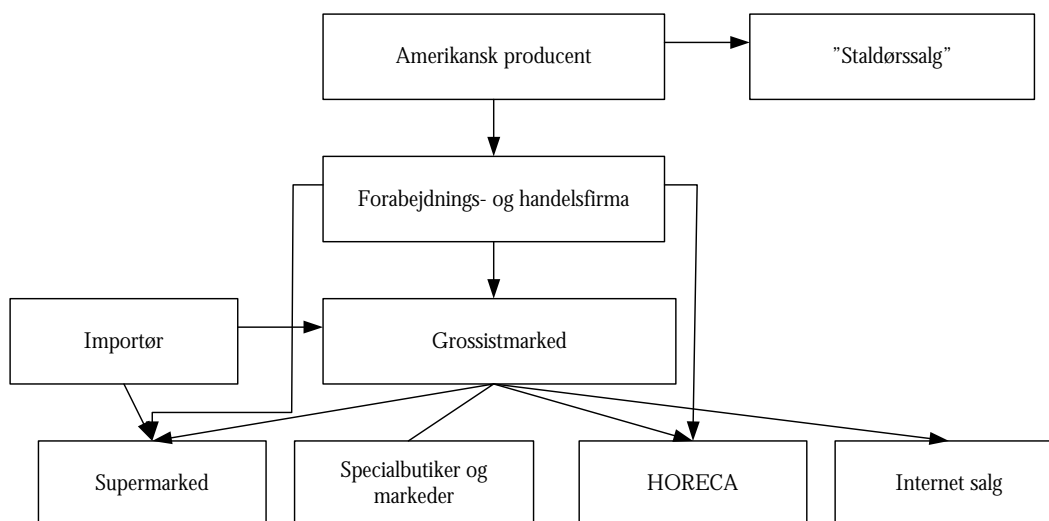 Amerikansk producent
”Staldørssalg”
Forabejdnings- og handelsfirma
Importør
Grossistmarked
Supermarked
Specialbutiker og
markeder
HORECA
Internet salg